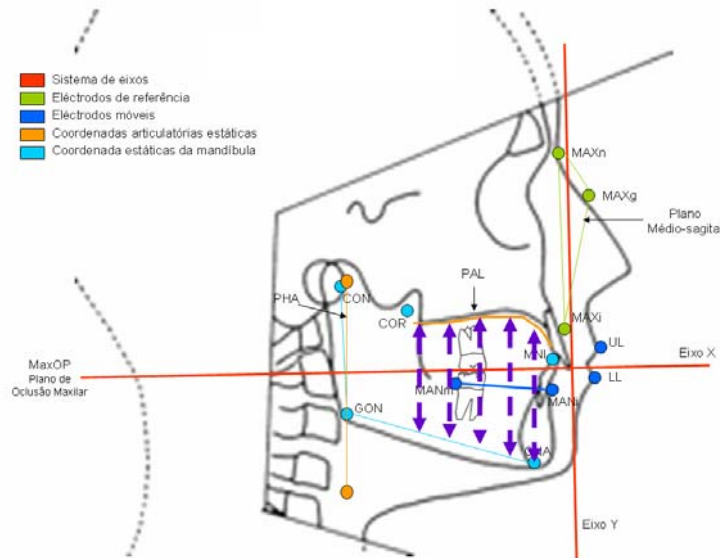 Sistema de eixos
Eléctrodos de referência
Eléctrodos móveis
Coordenadas articulatórias estáticas
Coordenada estáticas da mandíbula
MAXn
MAXg
Plano
Médio-sagita
PAL
PHA
CON
COR
MAXi
UL
MNI
Eixo X
MaxOP
Plano de
Oclusão Maxilar
LL
MANm
MANi
GON
Eixo Y